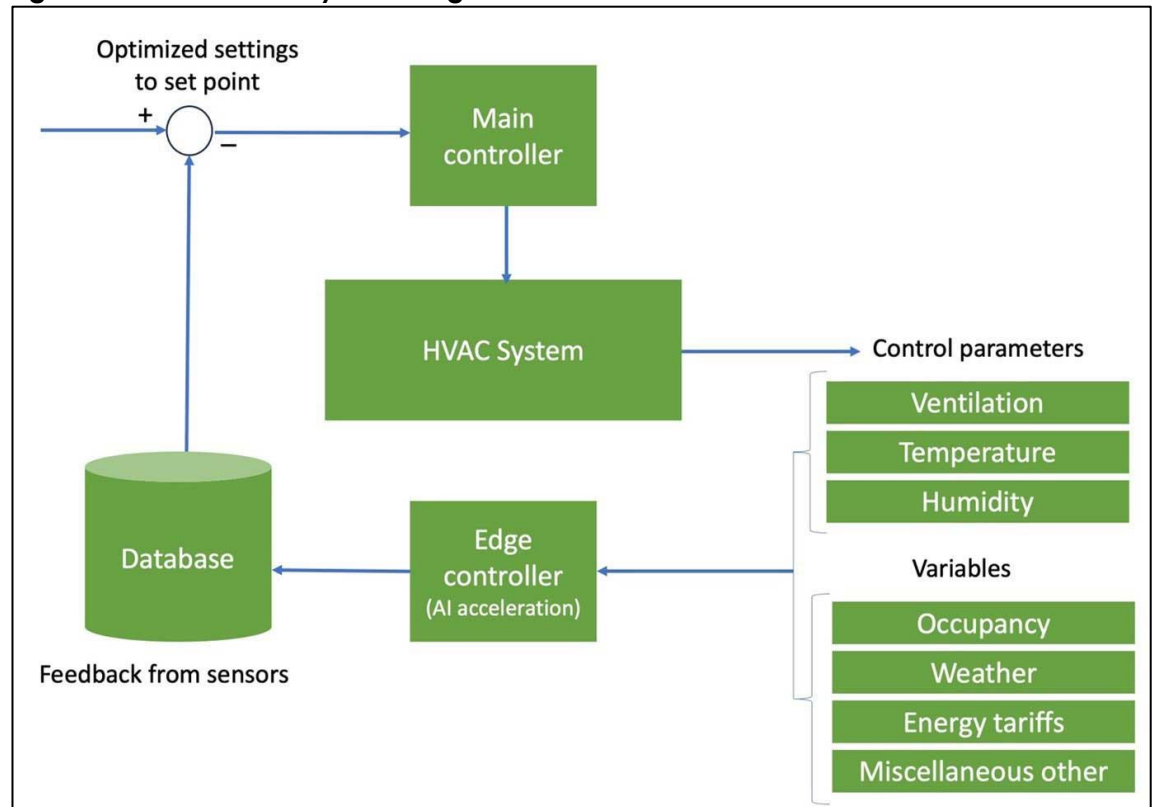 Optimized settings
to set point
+
–
Main
controller
HVAC System
Control parameters
Ventilation
Temperature
Humidity
Database
Edge
controller
(AI acceleration)
Variables
Occupancy
Weather
Energy tariffs
Miscellaneous other
Feedback from sensors